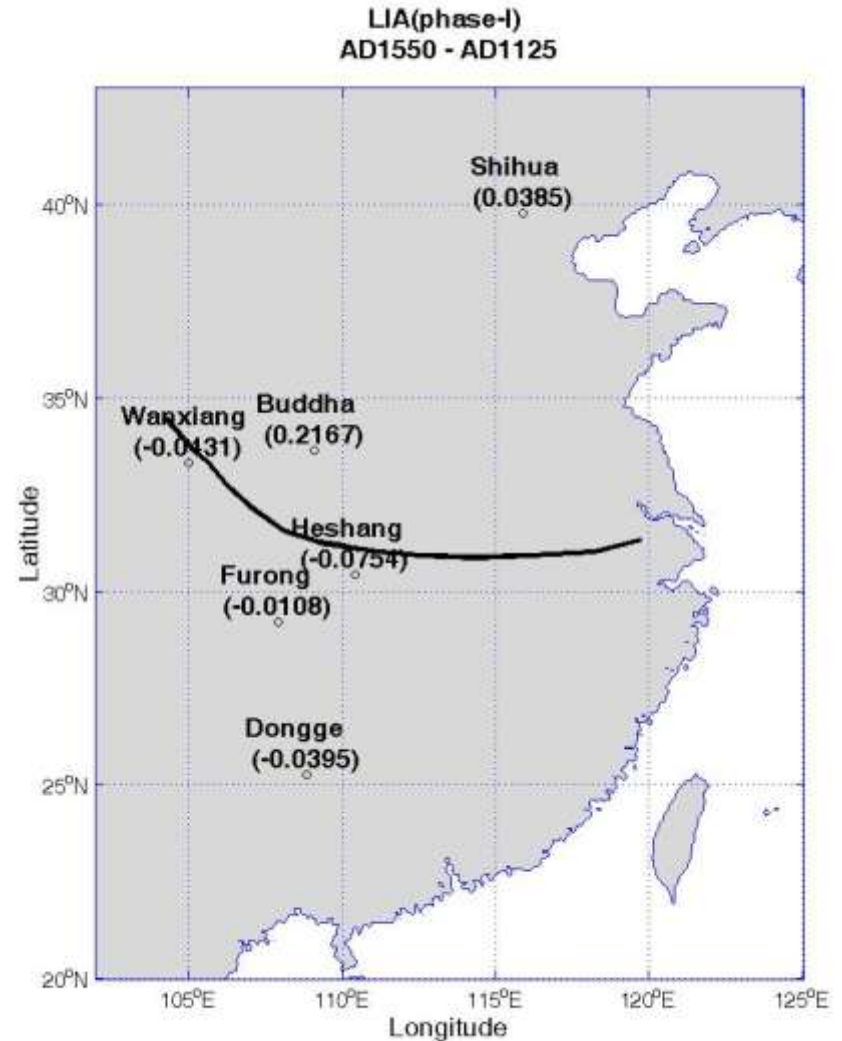 LIA(phase-I)
AD1550 - AD1125
Shihua
(0.0385)
40°N
35°N
Wanxiang
(-0.0431)
Buddha
(0.2167)
Heshang
(-0.0754)
Furong
(-0.0108)
Latitude
30°N
Dongge
(-0.0395)
25°N
20°N
105°E
110°E
115°E
120°E
125°E
Longitude